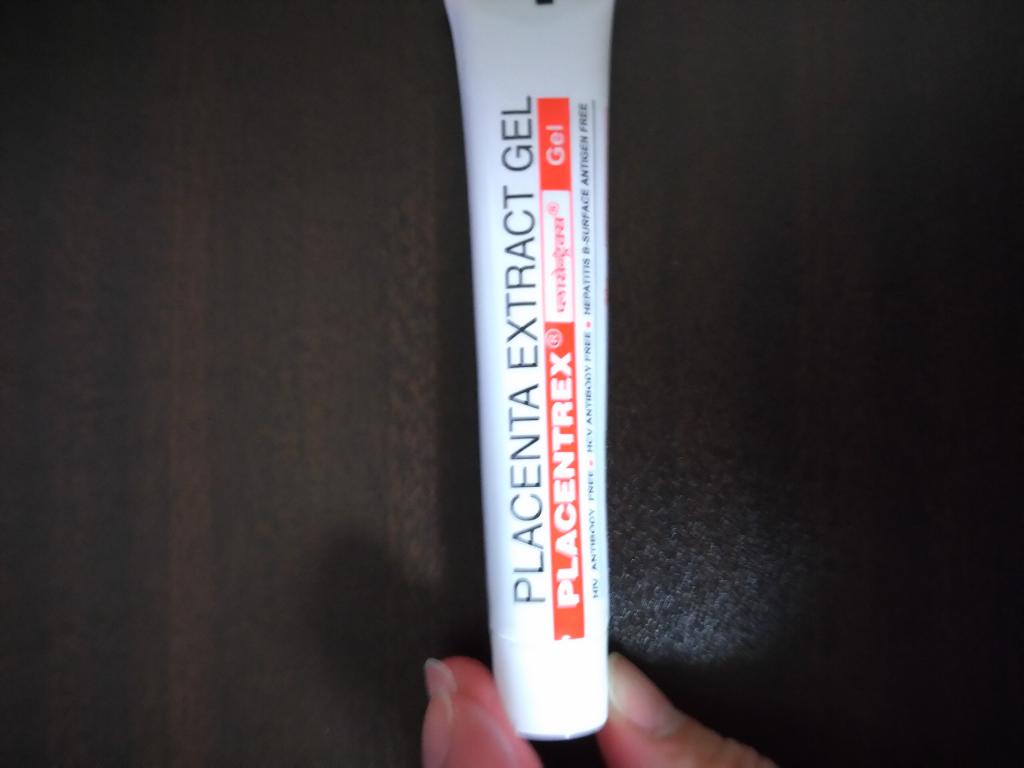 PLACENTA EXTRACT GEL
PLACENTREX® प्लासेन्ट्रेक्स® Gel
HIV ANTIBODY FREE • HCV ANTIBODY FREE • HEPATITIS B-SURFACE ANTIGEN FREE